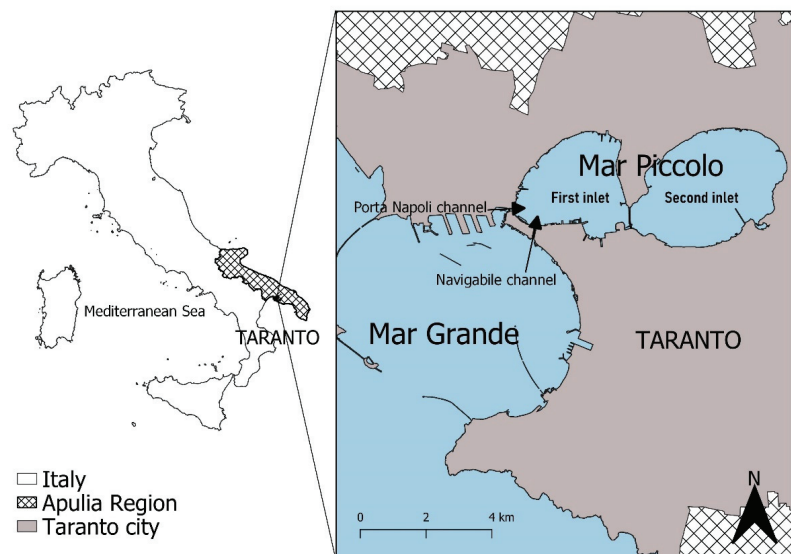 Mediterranean Sea
TARANTO
Italy
Apulia Region
Taranto city
Mar Piccolo
First inlet
Second inlet
Porta Napoli channel
Navigabile channel
Mar Grande
TARANTO
0 2 4 km
N